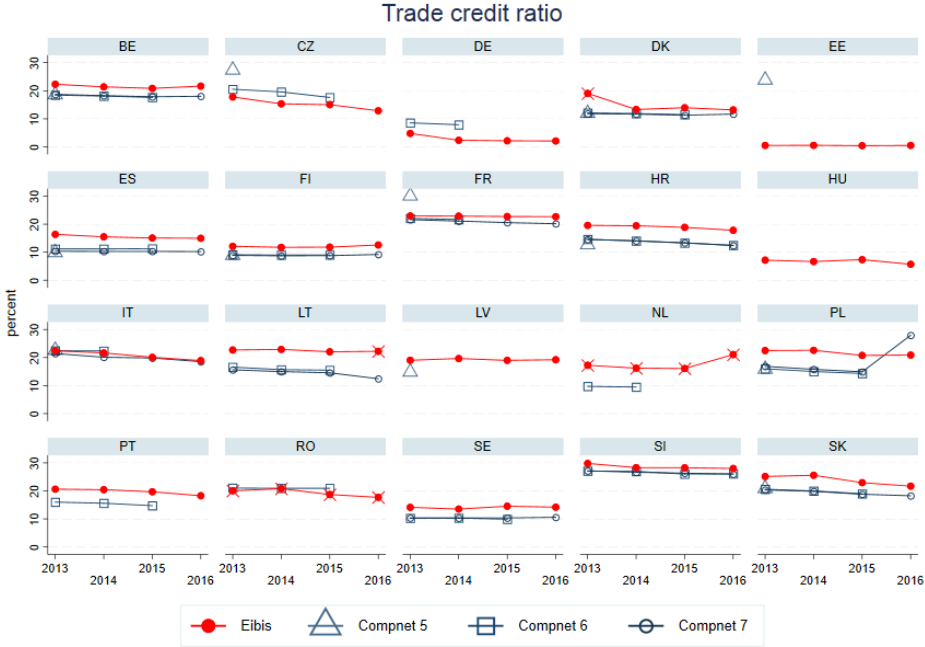 Trade credit ratio
BE CZ DE DK EE
30
20
10
0
ES FI FR HR HU
30
20
10
0
percent
IT LT LV NL PL
30
20
10
0
PT RO SE SI SK
30
20
10
0
2013 2015 2013 2015 2013 2015 2013 2015 2013 2015
2014 2016 2014 2016 2014 2016 2014 2016 2014 2016
Eibis Compnet 5 Compnet 6 Compnet 7